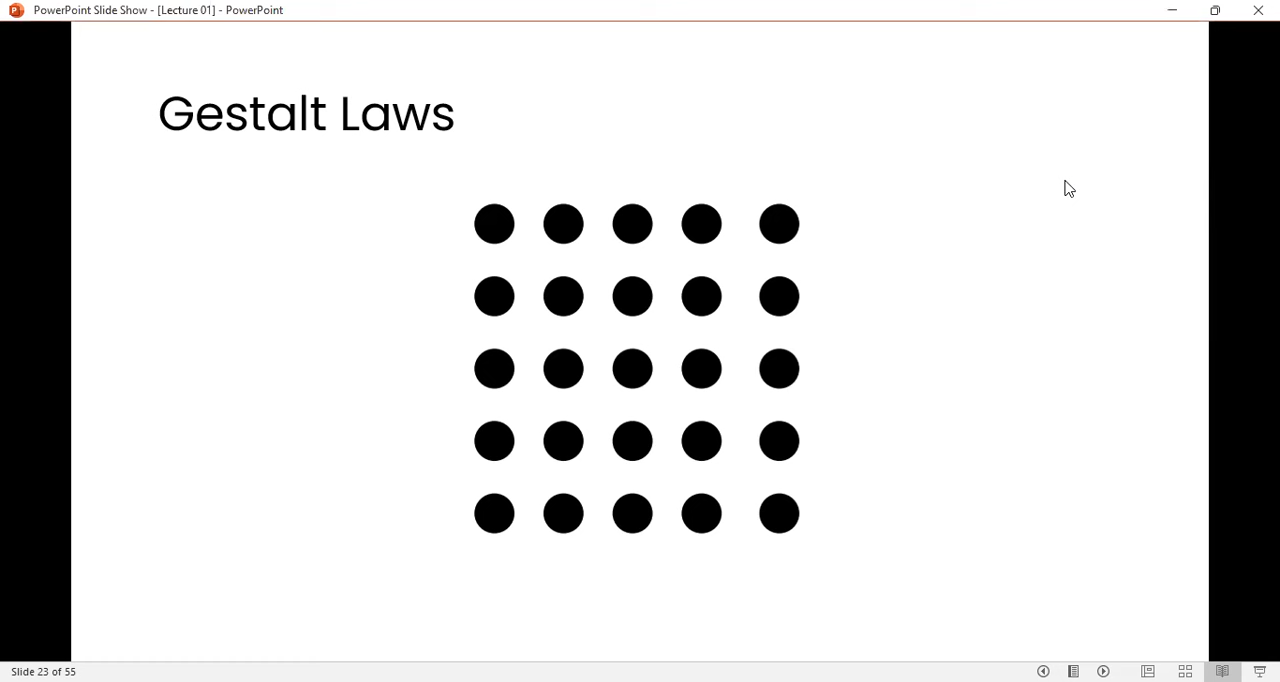 PowerPoint Slide Show - [Lecture 01] - PowerPoint
Gestalt Laws
Slide 23 of 55